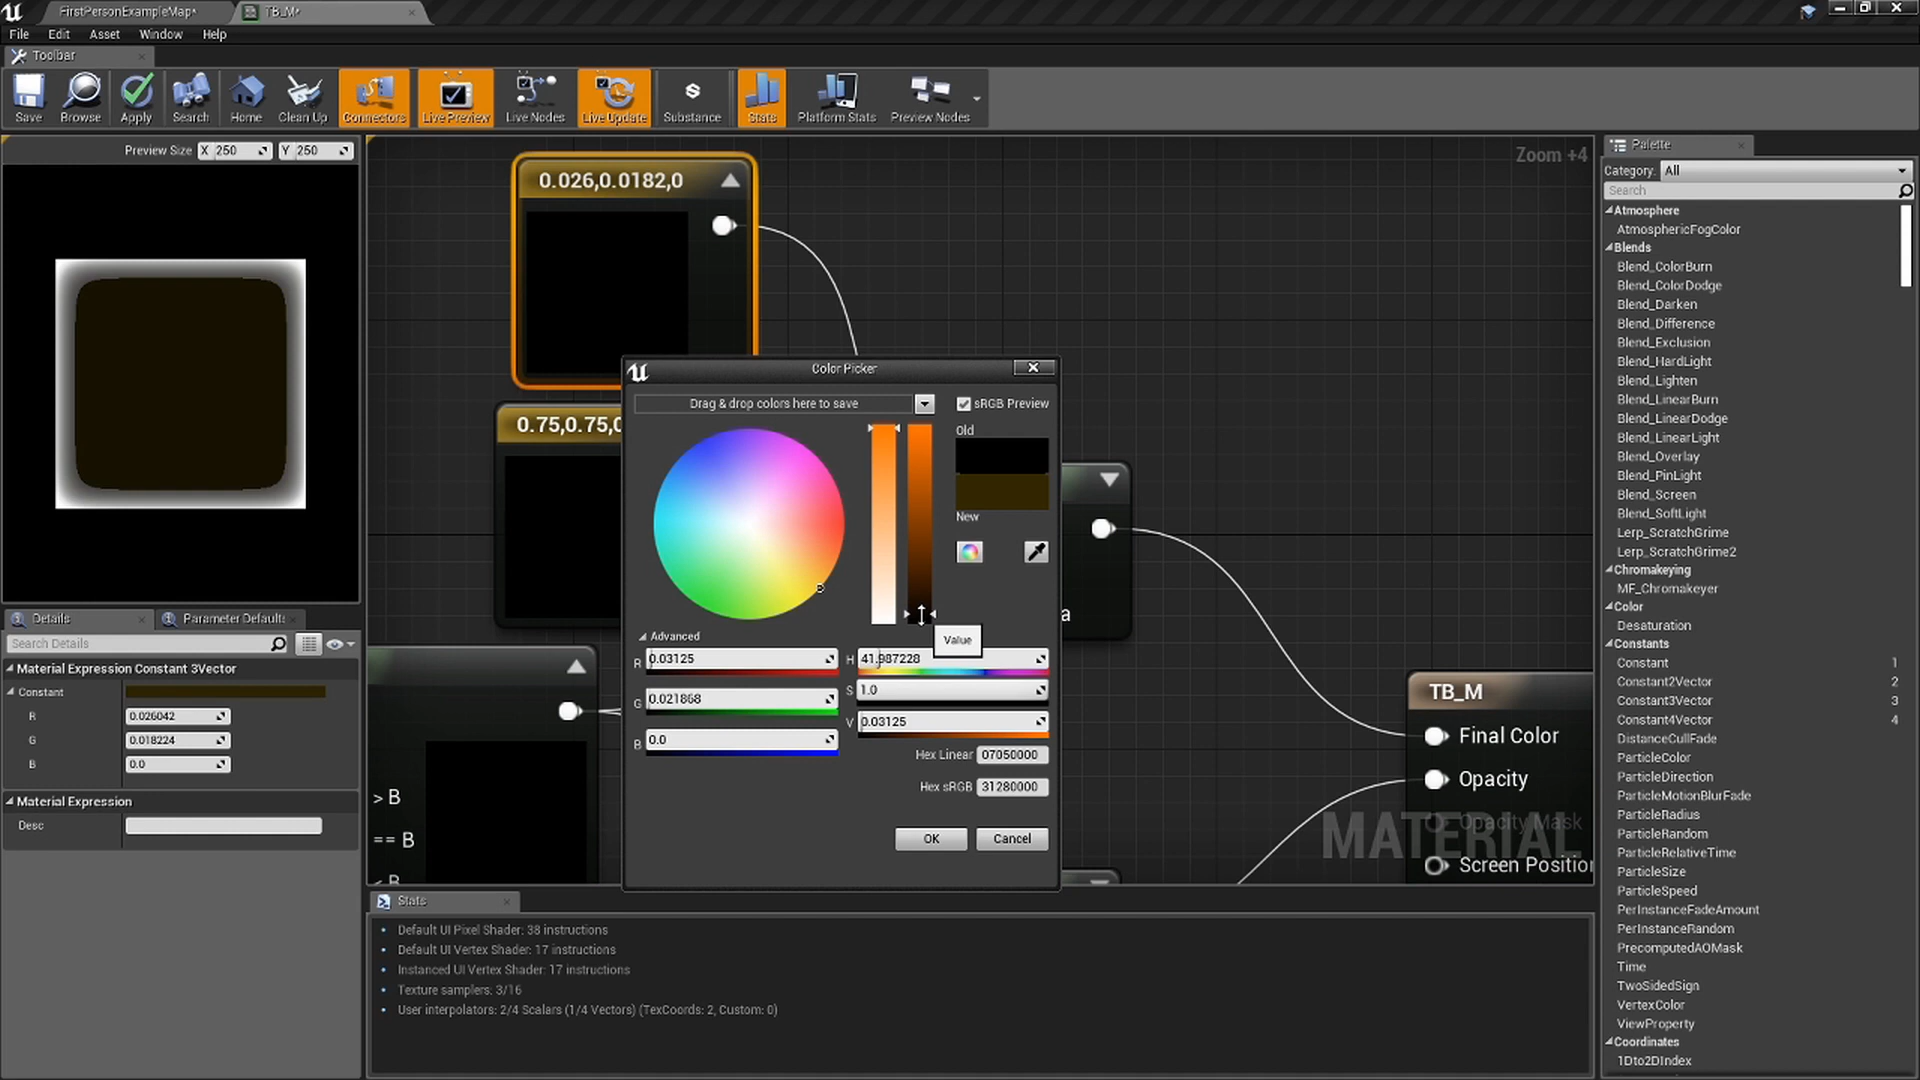 FirstPersonExampleMap*
TB_M*
File Edit Asset Window Help
Toolbar
Save Browse Apply Search Home Clean Up Connectors Live Preview Live Nodes Live Update Substance Stats Platform Stats Preview Nodes
Preview Size X 250 Y 250
Zoom +4
0.026,0.0182,0
0.75,0.75,0
> B
== B
< B
a
TB_M
Final Color
Opacity
Opacity Mask
Screen Position
MATERIAL
Color Picker
Drag & drop colors here to save
sRGB Preview
Old
New
Value
Advanced
R 0.03125
G 0.021868
B 0.0
H 41.987228
S 1.0
V 0.03125
Hex Linear 07050000
Hex sRGB 31280000
OK Cancel
Details
Parameter Defaults
Search Details
Material Expression Constant 3Vector
Constant
R 0.026042
G 0.018224
B 0.0
Material Expression
Desc
Stats
Default UI Pixel Shader: 38 instructions
Default UI Vertex Shader: 17 instructions
Instanced UI Vertex Shader: 17 instructions
Texture samplers: 3/16
User interpolators: 2/4 Scalars (1/4 Vectors) (TexCoords: 2, Custom: 0)
Palette
Category: All
Search
Atmosphere
AtmosphericFogColor
Blends
Blend_ColorBurn
Blend_ColorDodge
Blend_Darken
Blend_Difference
Blend_Exclusion
Blend_HardLight
Blend_Lighten
Blend_LinearBurn
Blend_LinearDodge
Blend_LinearLight
Blend_Overlay
Blend_PinLight
Blend_Screen
Blend_SoftLight
Lerp_ScratchGrime
Lerp_ScratchGrime2
Chromakeying
MF_Chromakeyer
Color
Desaturation
Constants
Constant 1
Constant2Vector 2
Constant3Vector 3
Constant4Vector 4
DistanceCullFade
ParticleColor
ParticleDirection
ParticleMotionBlurFade
ParticleRadius
ParticleRandom
ParticleRelativeTime
ParticleSize
ParticleSpeed
PerInstanceFadeAmount
PerInstanceRandom
PrecomputedAOMask
Time
TwoSidedSign
VertexColor
ViewProperty
Coordinates
1Dto2DIndex